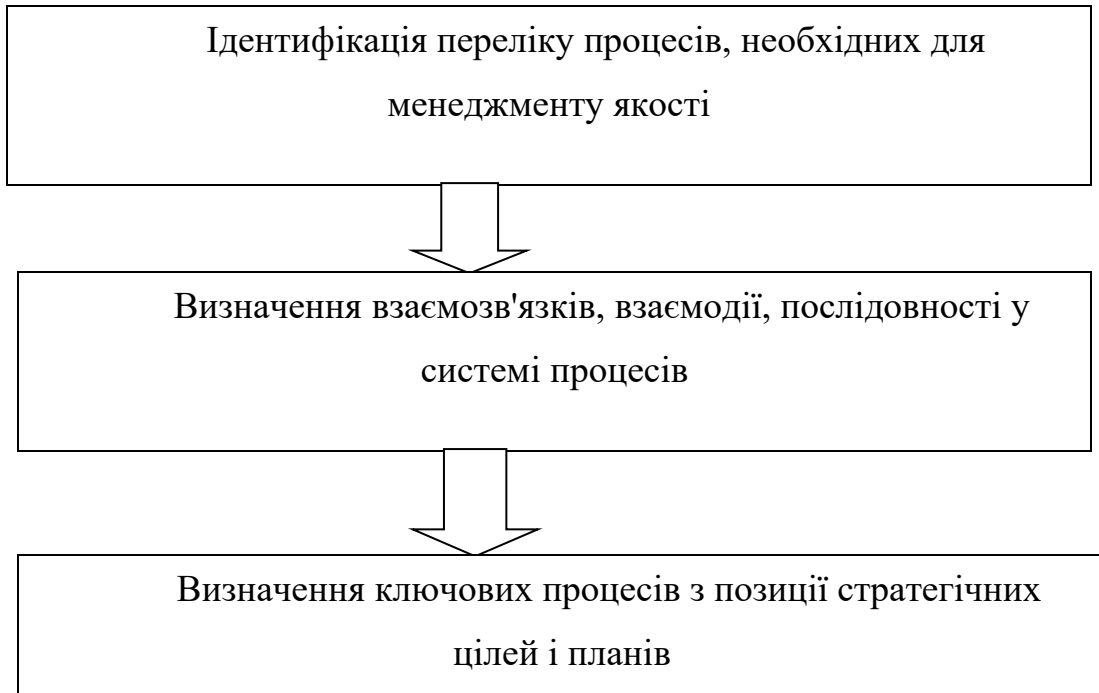 Ідентифікація переліку процесів, необхідних для
менеджменту якості
Визначення взаємозв'язків, взаємодії, послідовності у
системі процесів
Визначення ключових процесів з позиції стратегічних
цілей і планів